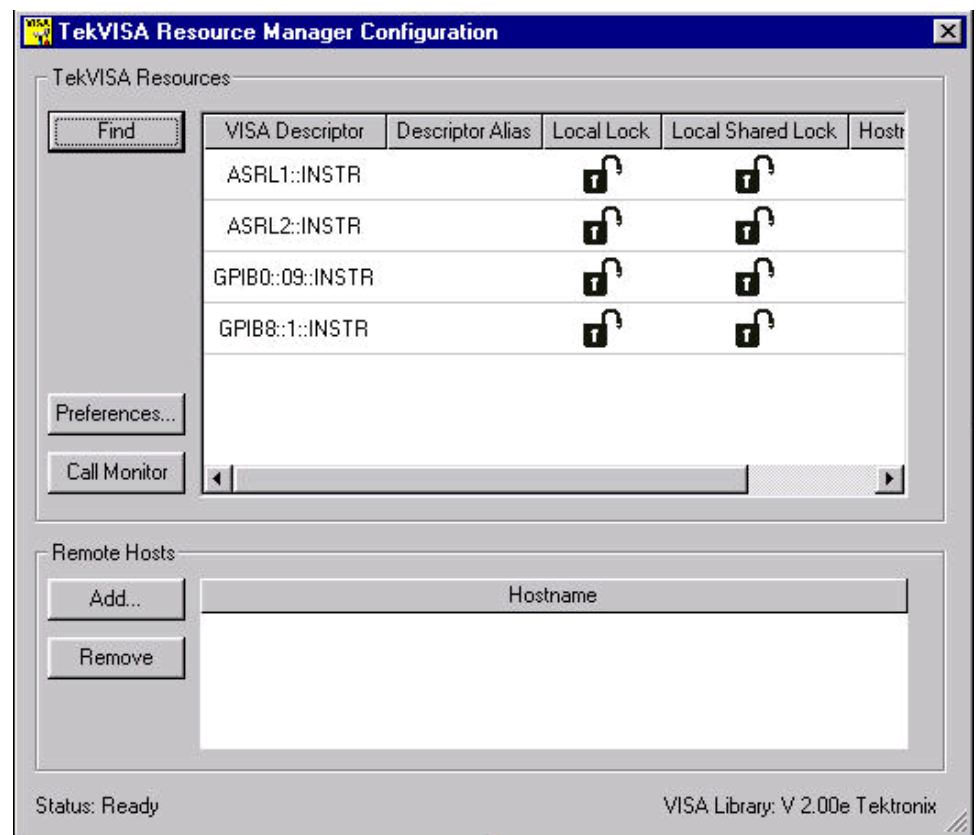 VISA TekVISA Resource Manager Configuration
TekVISA Resources
Find
VISA Descriptor Descriptor Alias Local Lock Local Shared Lock Hostr
ASRL1::INSTR
ASRL2::INSTR
GPIB0::09::INSTR
GPIB8::1::INSTR
Preferences...
Call Monitor
Remote Hosts
Add...
Hostname
Remove
Status: Ready VISA Library: V 2.00e Tektronix